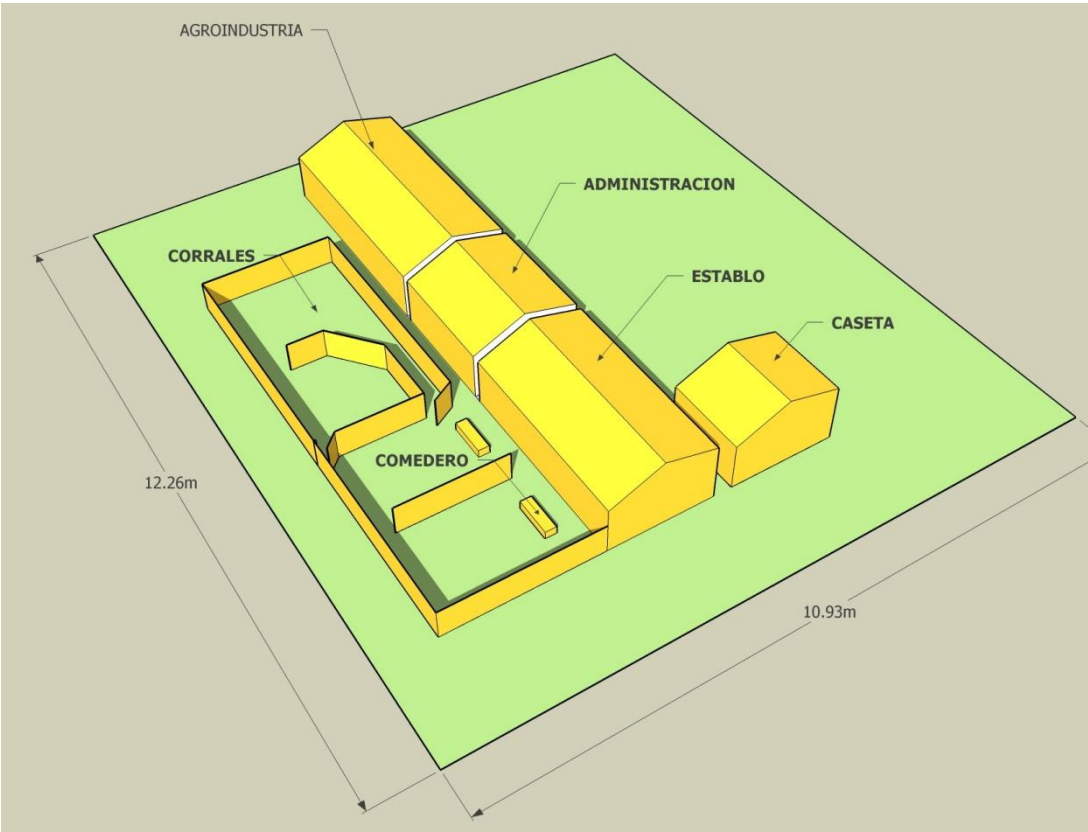 AGROINDUSTRIA
ADMINISTRACION
CORRALES
ESTABLO
CASETA
COMEDERO
12.26m
10.93m